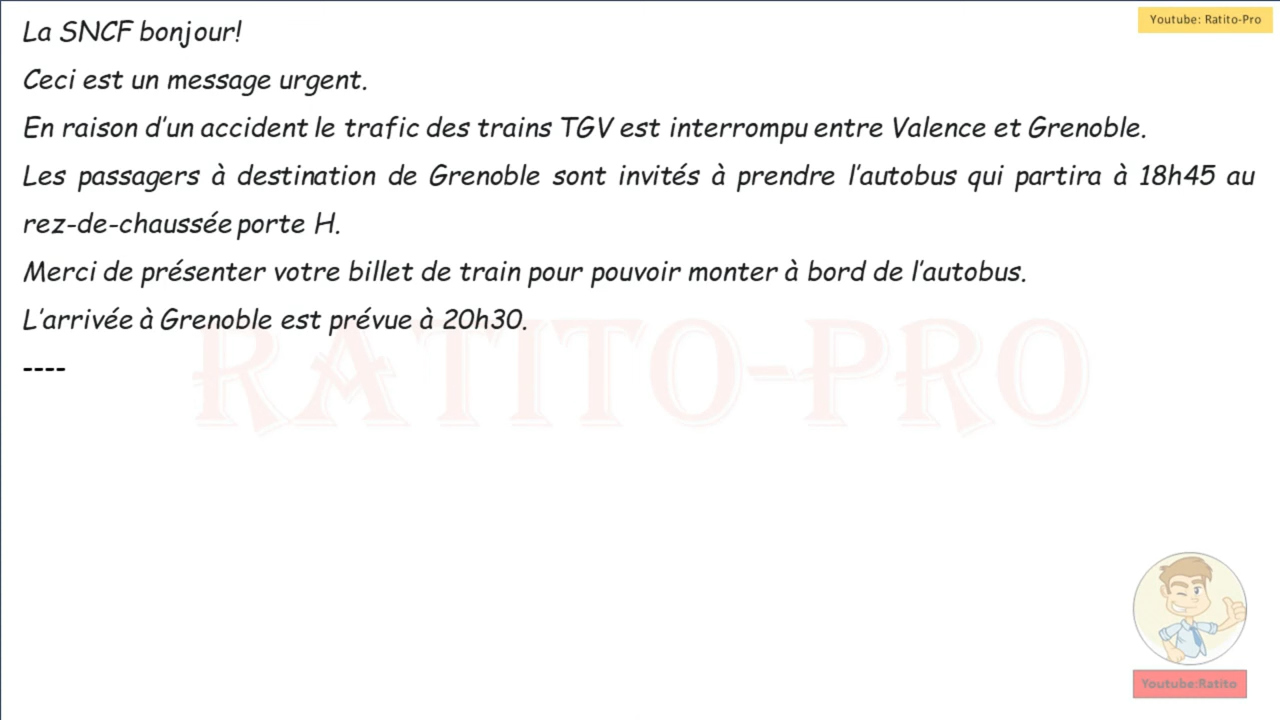 Youtube: Ratito-Pro
La SNCF bonjour!
Ceci est un message urgent.
En raison d'un accident le trafic des trains TGV est interrompu entre Valence et Grenoble.
Les passagers à destination de Grenoble sont invités à prendre l'autobus qui partira à 18h45 au
rez-de-chaussée porte H.
Merci de présenter votre billet de train pour pouvoir monter à bord de l'autobus.
L'arrivée à Grenoble est prévue à 20h30.
----
RATITO-PRO
Youtube:Ratito